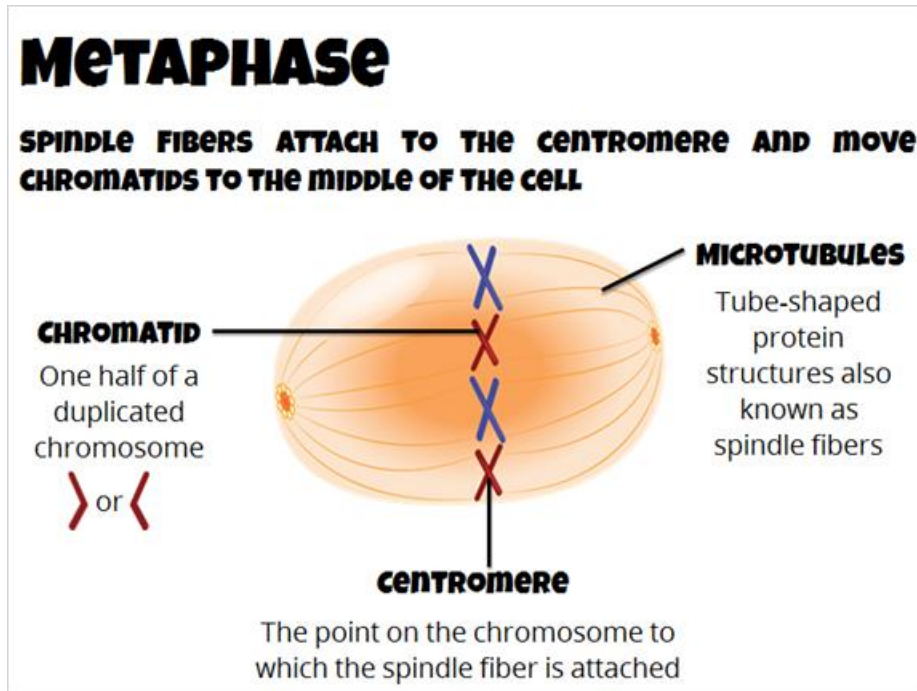 METAPHASE
SPINDLE FIBERS ATTACH TO THE CENTROMERE AND MOVE
CHROMATIDS TO THE MIDDLE OF THE CELL
MICROTUBULES
Tube-shaped
protein
structures also
known as
spindle fibers
CHROMATID
One half of a
duplicated
chromosome
or
CENTROMERE
The point on the chromosome to
which the spindle fiber is attached